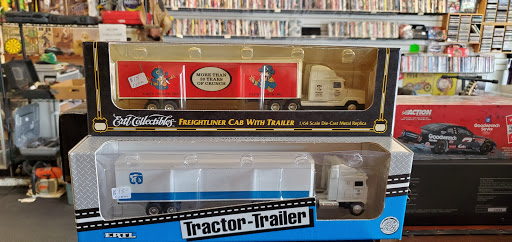 MORE THAN
30 YEARS
OF CRUNCH
Ertl Collectibles
FREIGHTLINER CAB WITH TRAILER
1/64 Scale Die-Cast Metal Replica
ACTION
Goodwrench
ERTL
Tractor-Trailer